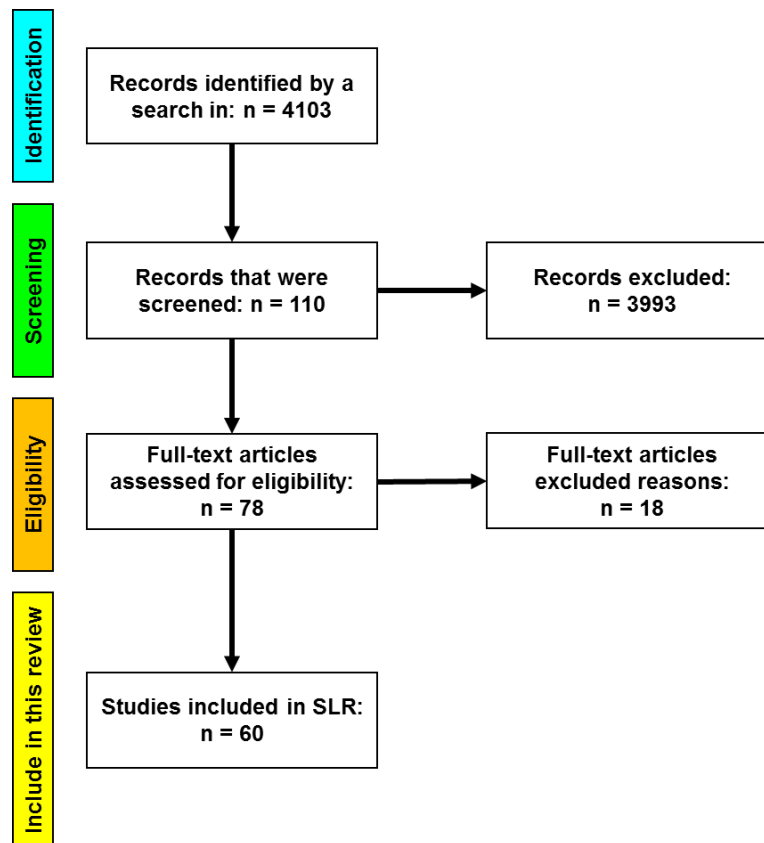 Identification
Records identified by a
search in: n = 4103
Screening
Records that were
screened: n = 110
Records excluded:
n = 3993
Eligibility
Full-text articles
assessed for eligibility:
n = 78
Full-text articles
excluded reasons:
n = 18
Include in this review
Studies included in SLR:
n = 60